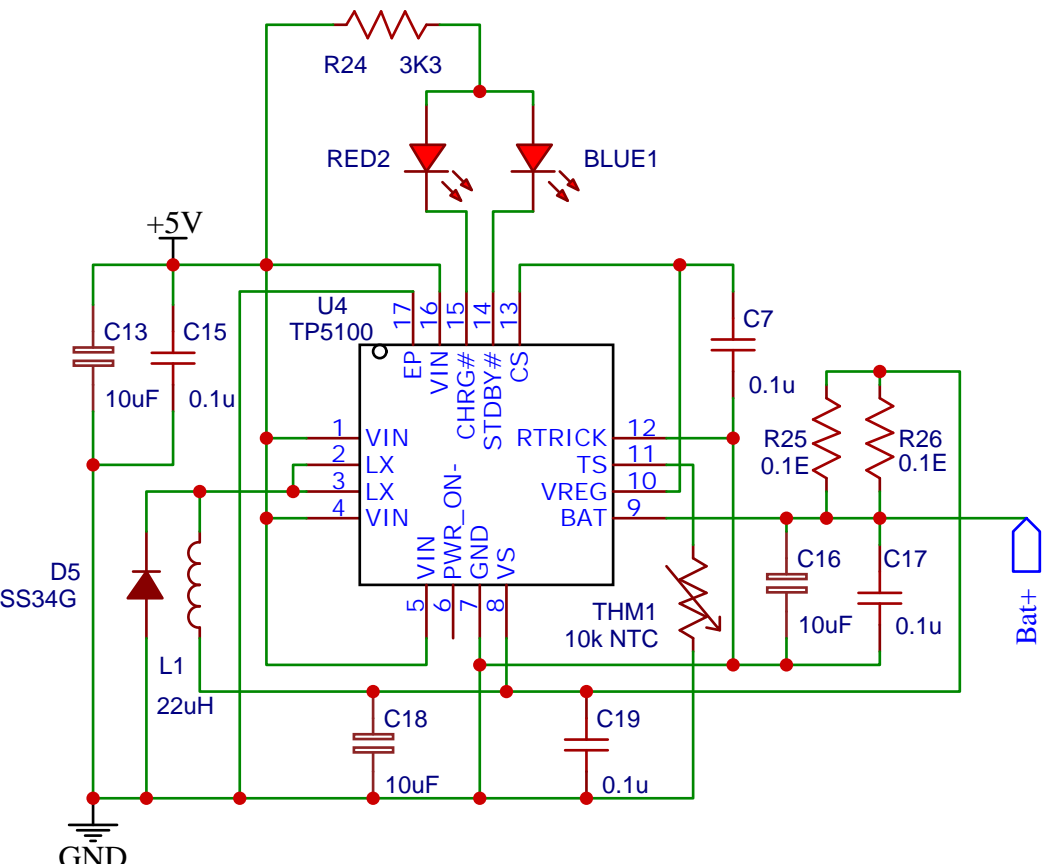 R24 3K3
RED2
BLUE1
+5V
U4
TP5100
17
16
15
14
13
C13
C15
10uF
0.1u
C7
0.1u
EP
VIN
CHRG#
STDBY#
CS
1 VIN
2 LX
3 LX
4 VIN
RTRICK 12
TS 11
VREG 10
BAT 9
R25
0.1E
R26
0.1E
VIN
PWR_ON-
GND
VS
5
6
7
8
D5
SS34G
L1
22uH
THM1
10k NTC
C16
10uF
C17
0.1u
Bat+
C18
10uF
C19
0.1u
GND